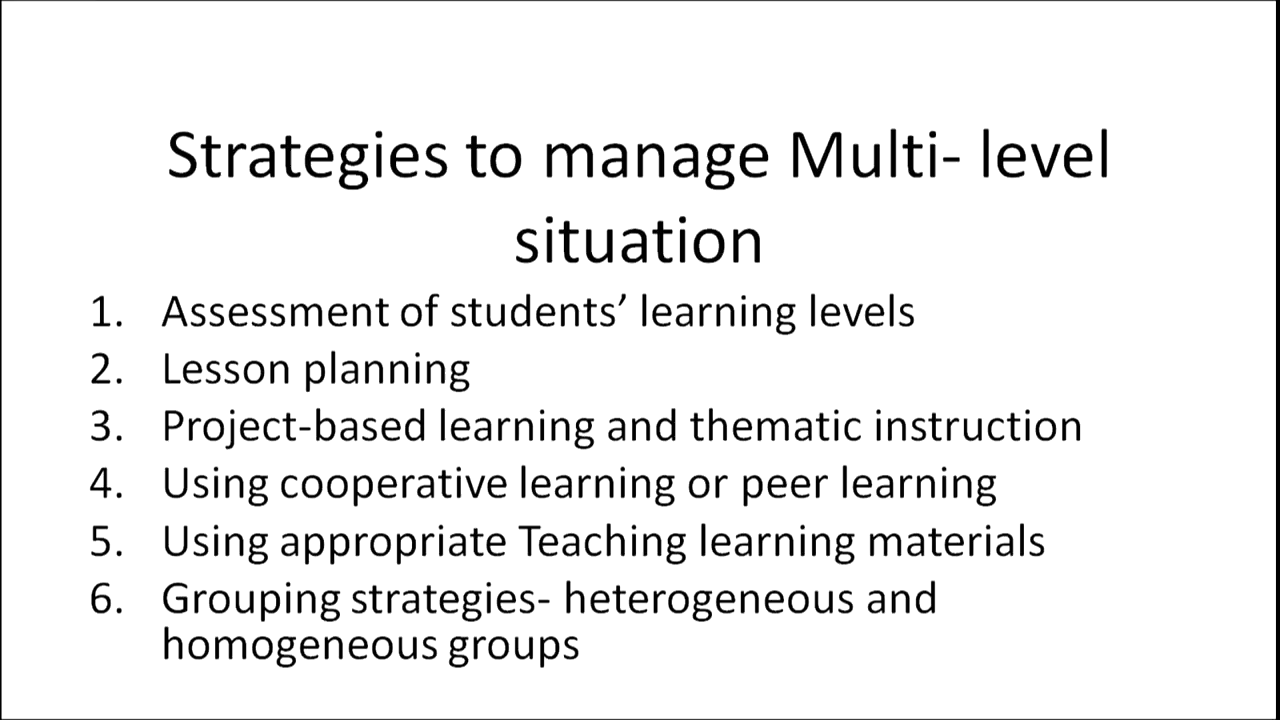 Strategies to manage Multi- level
situation
1. Assessment of students’ learning levels
2. Lesson planning
3. Project-based learning and thematic instruction
4. Using cooperative learning or peer learning
5. Using appropriate Teaching learning materials
6. Grouping strategies- heterogeneous and
homogeneous groups